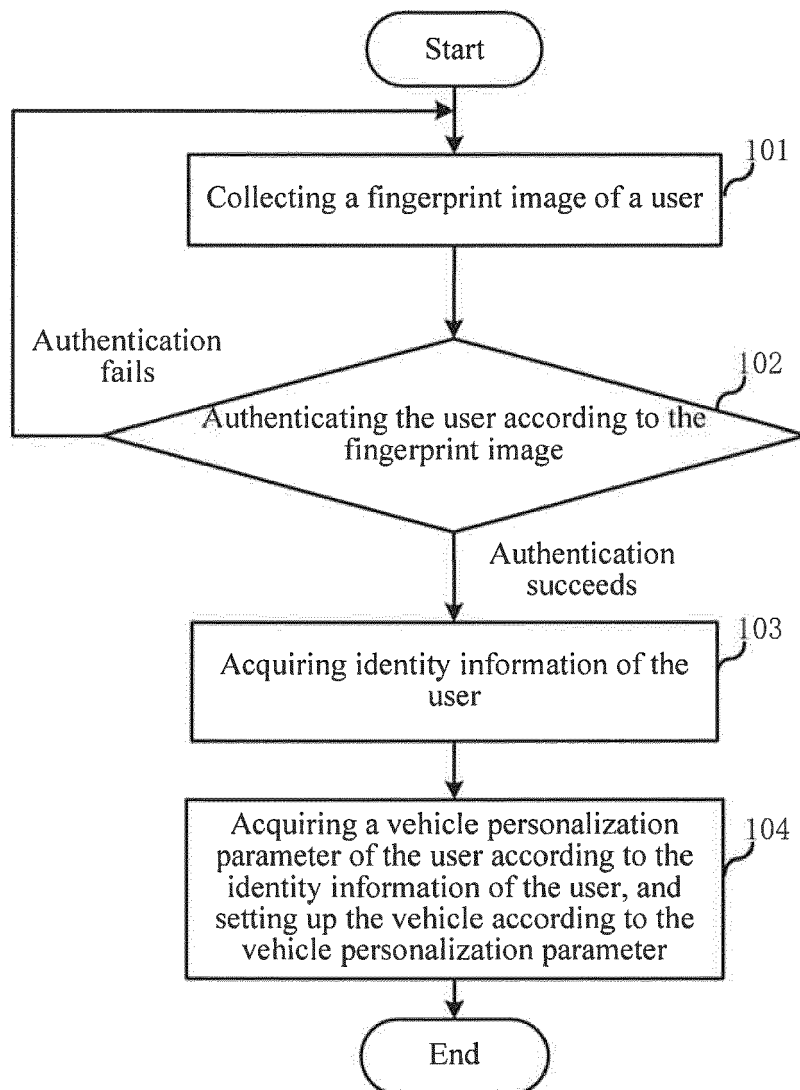 Start
101
Collecting a fingerprint image of a user
Authentication
fails
102
Authenticating the user according to the
fingerprint image
Authentication
succeeds
103
Acquiring identity information of the
user
104
Acquiring a vehicle personalization
parameter of the user according to the
identity information of the user, and
setting up the vehicle according to the
vehicle personalization parameter
End